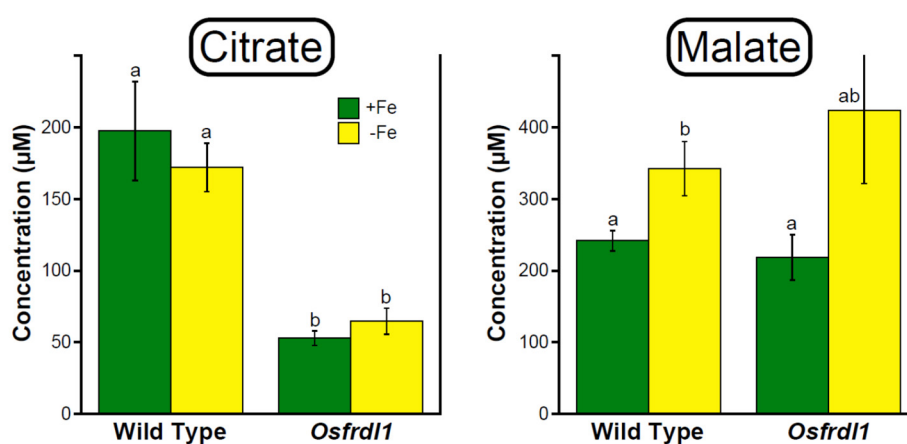 Citrate
Concentration (µM)
200
150
100
50
0
a
a
b
b
+Fe
-Fe
Wild Type
Osfrdl1
Malate
Concentration (µM)
400
300
200
100
0
a
b
a
ab
Wild Type
Osfrdl1